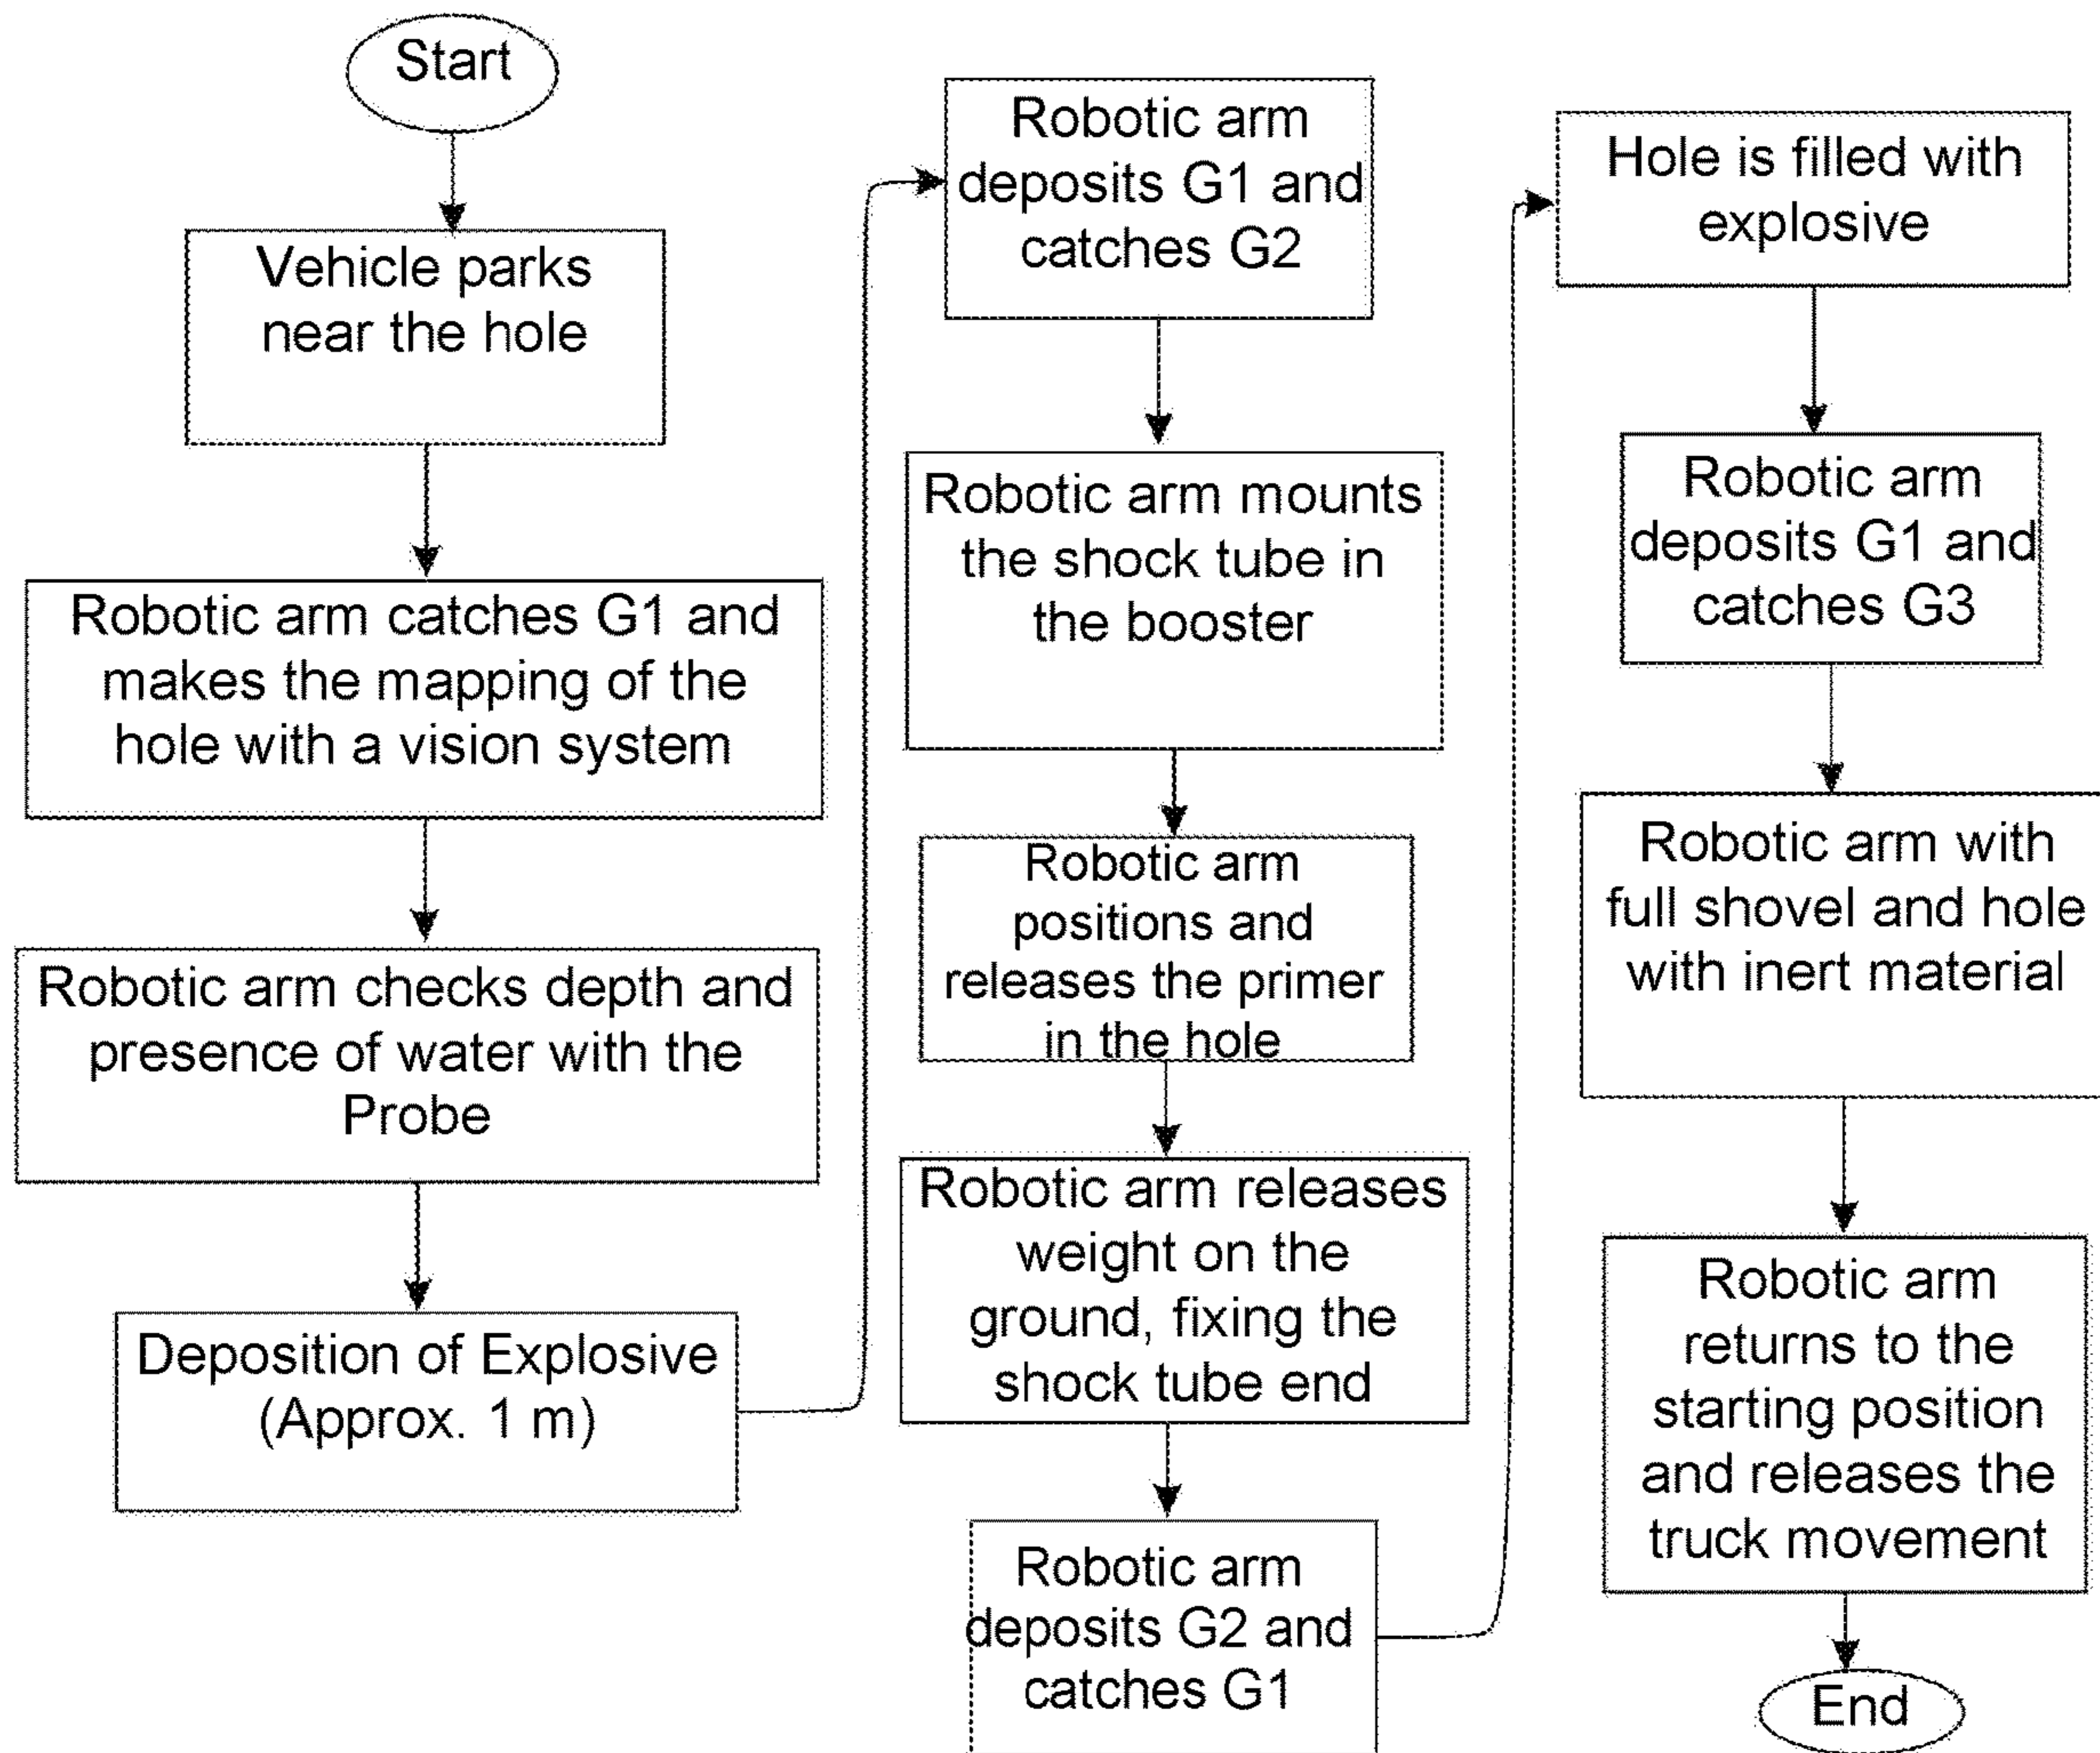 Start
Vehicle parks
near the hole
Robotic arm catches G1 and
makes the mapping of the
hole with a vision system
Robotic arm checks depth and
presence of water with the
Probe
Deposition of Explosive
(Approx. 1 m)
Robotic arm
deposits G1 and
catches G2
Robotic arm mounts
the shock tube in
the booster
Robotic arm
positions and
releases the primer
in the hole
Robotic arm releases
weight on the
ground, fixing the
shock tube end
Robotic arm
deposits G2 and
catches G1
Hole is filled with
explosive
Robotic arm
deposits G1 and
catches G3
Robotic arm with
full shovel and hole
with inert material
Robotic arm
returns to the
starting position
and releases the
truck movement
End